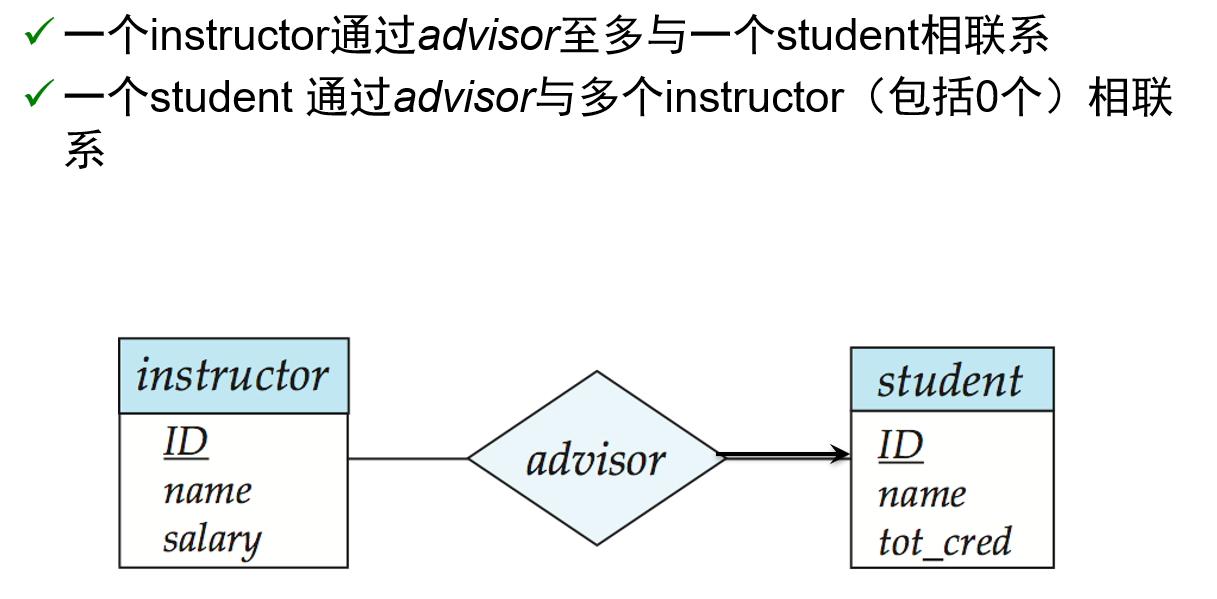 一个instructor通过advisor至多与一个student相联系
一个student 通过advisor与多个instructor（包括0个）相联
系
instructor
ID
name
salary
advisor
student
ID
name
tot_cred